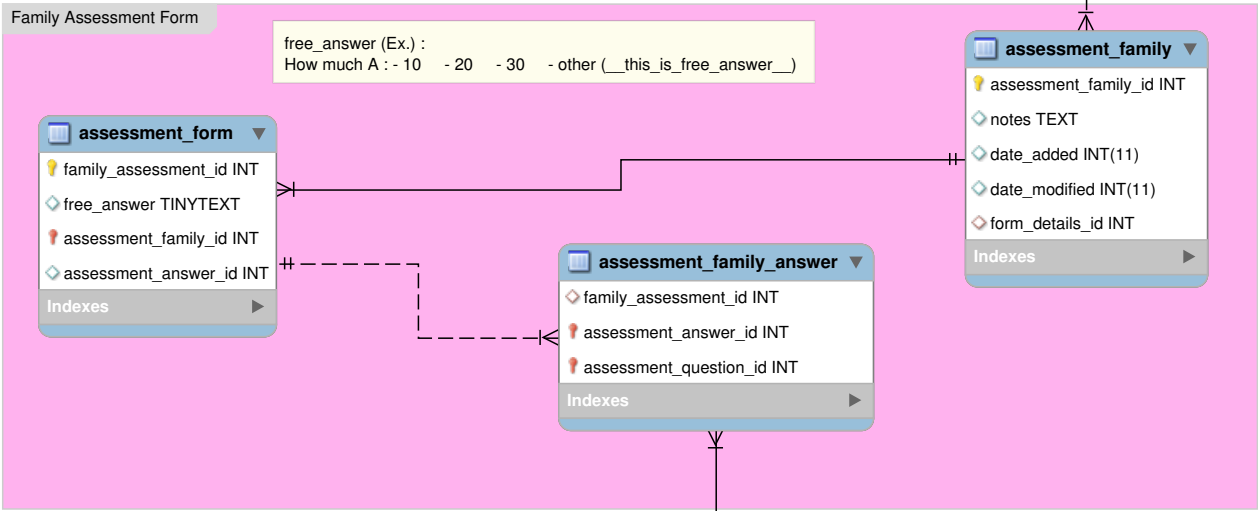 Family Assessment Form
free_answer (Ex.) :
How much A : - 10 - 20 - 30 - other (__this_is_free_answer__)
assessment_family
assessment_family_id INT
notes TEXT
date_added INT(11)
date_modified INT(11)
form_details_id INT
Indexes
assessment_form
family_assessment_id INT
free_answer TINYTEXT
assessment_family_id INT
assessment_answer_id INT
Indexes
assessment_family_answer
family_assessment_id INT
assessment_answer_id INT
assessment_question_id INT
Indexes